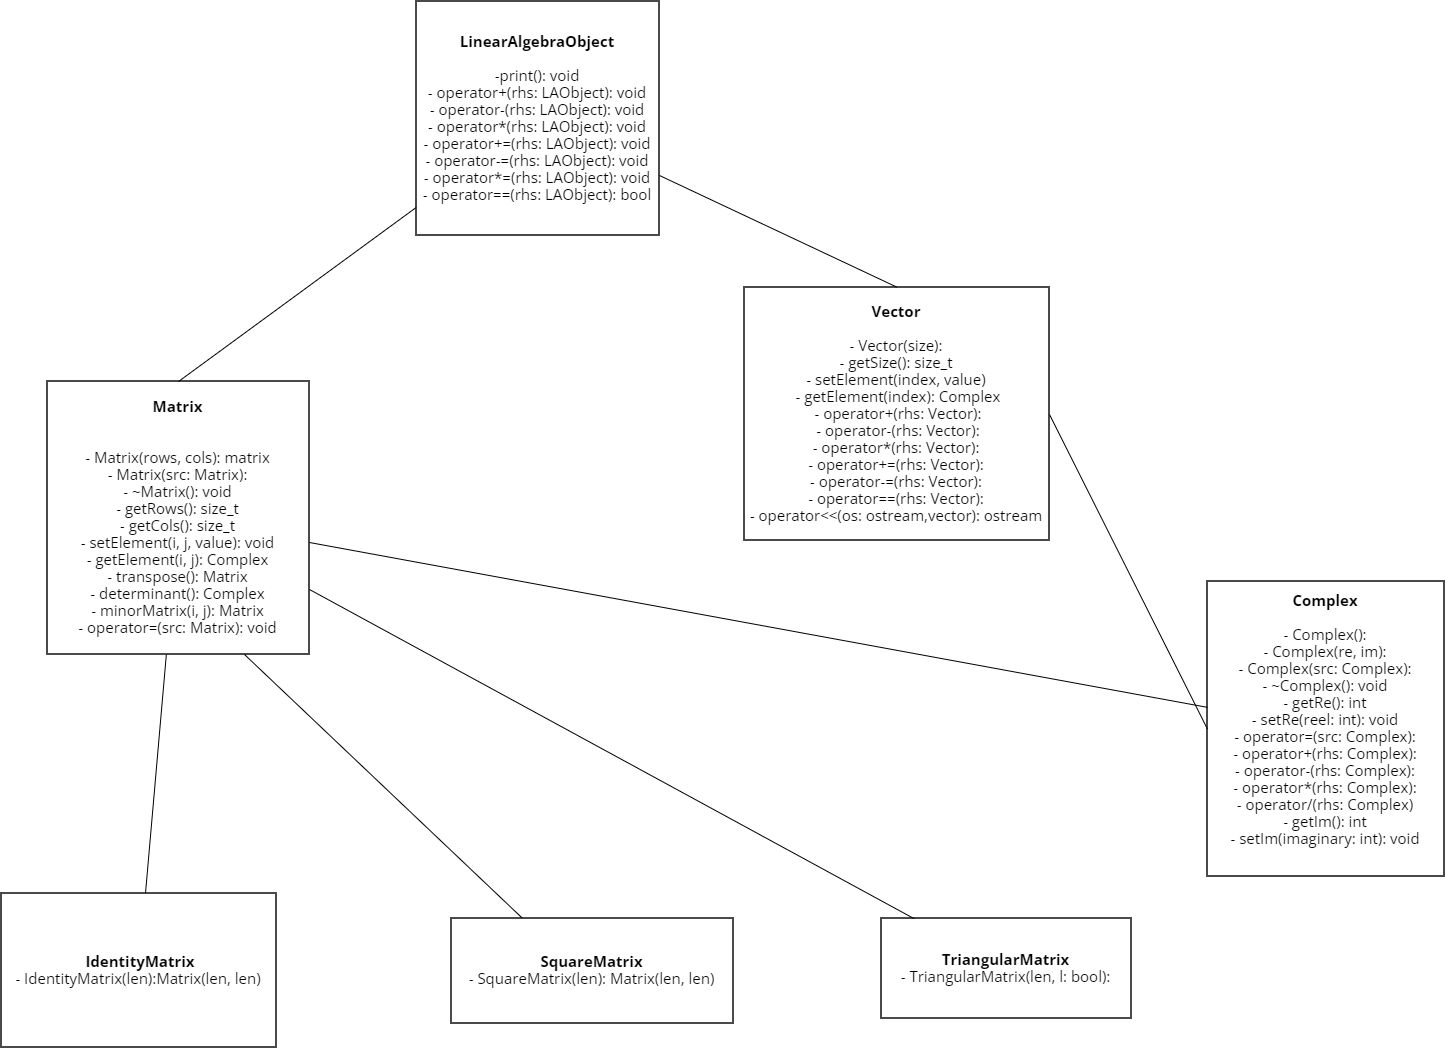 LinearAlgebraObject
-print(): void
- operator+(rhs: LAObject): void
- operator-(rhs: LAObject): void
- operator*(rhs: LAObject): void
- operator+=(rhs: LAObject): void
- operator-=(rhs: LAObject): void
- operator*=(rhs: LAObject): void
- operator==(rhs: LAObject): bool
Vector
- Vector(size):
- getSize(): size_t
- setElement(index, value)
- getElement(index): Complex
- operator+(rhs: Vector):
- operator-(rhs: Vector):
- operator*(rhs: Vector):
- operator+=(rhs: Vector):
- operator-=(rhs: Vector):
- operator==(rhs: Vector):
- operator<<(os: ostream,vector): ostream
Matrix
- Matrix(rows, cols): matrix
- Matrix(src: Matrix):
- ~Matrix(): void
- getRows(): size_t
- getCols(): size_t
- setElement(i, j, value): void
- getElement(i, j): Complex
- transpose(): Matrix
- determinant(): Complex
- minorMatrix(i, j): Matrix
- operator=(src: Matrix): void
Complex
- Complex():
- Complex(re, im):
- Complex(src: Complex):
- ~Complex(): void
- getRe(): int
- setRe(reel: int): void
- operator=(src: Complex):
- operator+(rhs: Complex):
- operator-(rhs: Complex):
- operator*(rhs: Complex):
- operator/(rhs: Complex)
- getIm(): int
- setIm(imaginary: int): void
IdentityMatrix
- IdentityMatrix(len):Matrix(len, len)
SquareMatrix
- SquareMatrix(len): Matrix(len, len)
TriangularMatrix
- TriangularMatrix(len, l: bool):